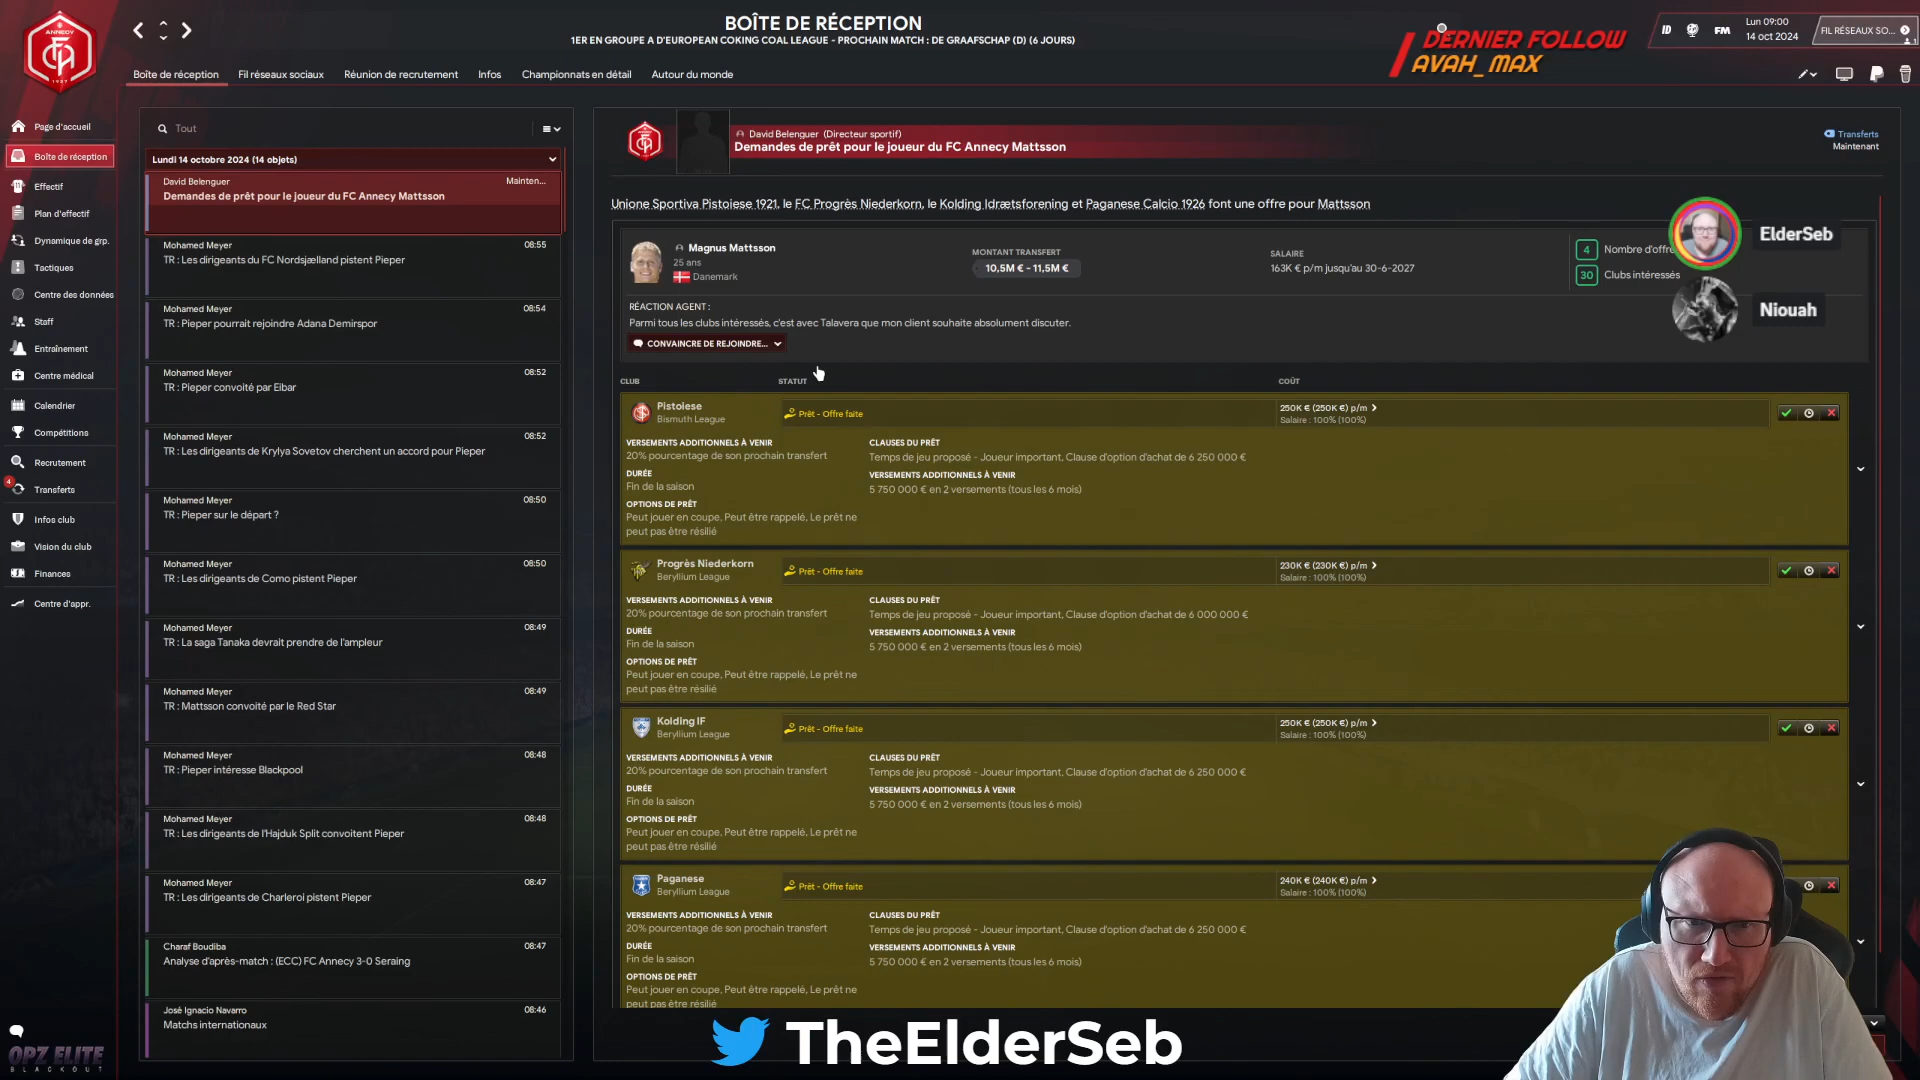 BOÎTE DE RÉCEPTION
1ER EN GROUPE A D'EUROPEAN COKING COAL LEAGUE - PROCHAIN MATCH : DE GRAAFSCHAP (D) (6 JOURS)
DERNIER FOLLOW
AVAH_MAX
ID
FM
Lun 09:00
14 oct 2024
FIL RÉSEAUX SO...
Boîte de réception
Fil réseaux sociaux
Réunion de recrutement
Infos
Championnats en détail
Autour du monde
ANNECY
Page d'accueil
Boîte de réception
Effectif
Plan d'effectif
Dynamique de grp.
Tactiques
Centre des données
Staff
Entraînement
Centre médical
Calendrier
Compétitions
Recrutement
4
Transferts
Infos club
Vision du club
Finances
Centre d'appr.
OPZ ELITE
BLACKOUT
Tout
Lundi 14 octobre 2024 (14 objets)
David Belenguer
Mainten...
Demandes de prêt pour le joueur du FC Annecy Mattsson
Mohamed Meyer 08:55
TR : Les dirigeants du FC Nordsjælland pistent Pieper
Mohamed Meyer 08:54
TR : Pieper pourrait rejoindre Adana Demirspor
Mohamed Meyer 08:52
TR : Pieper convoité par Eibar
Mohamed Meyer 08:52
TR : Les dirigeants de Krylya Sovetov cherchent un accord pour Pieper
Mohamed Meyer 08:50
TR : Pieper sur le départ ?
Mohamed Meyer 08:50
TR : Les dirigeants de Como pistent Pieper
Mohamed Meyer 08:49
TR : La saga Tanaka devrait prendre de l'ampleur
Mohamed Meyer 08:49
TR : Mattsson convoité par le Red Star
Mohamed Meyer 08:48
TR : Pieper intéresse Blackpool
Mohamed Meyer 08:48
TR : Les dirigeants de l'Hajduk Split convoitent Pieper
Mohamed Meyer 08:47
TR : Les dirigeants de Charleroi pistent Pieper
Charaf Boudiba 08:47
Analyse d'après-match : (ECC) FC Annecy 3-0 Seraing
José Ignacio Navarro 08:46
Matchs internationaux
David Belenguer (Directeur sportif)
Demandes de prêt pour le joueur du FC Annecy Mattsson
Transferts
Maintenant
Unione Sportiva Pistoiese 1921, le FC Progrès Niederkorn, le Kolding Idrætsforening et Paganese Calcio 1926 font une offre pour Mattsson
Magnus Mattsson
25 ans
Danemark
MONTANT TRANSFERT
10,5M € - 11,5M €
SALAIRE
163K € p/m jusqu'au 30-6-2027
4 Nombre d'offre
30 Clubs intéressés
ElderSeb
Niouah
RÉACTION AGENT :
Parmi tous les clubs intéressés, c'est avec Talavera que mon client souhaite absolument discuter.
CONVAINCRE DE REJOINDRE...
CLUB STATUT COÛT
Pistoiese
Bismuth League
Prêt - Offre faite
250K € (250K €) p/m
Salaire : 100% (100%)
VERSEMENTS ADDITIONNELS À VENIR
20% pourcentage de son prochain transfert
DURÉE
Fin de la saison
OPTIONS DE PRÊT
Peut jouer en coupe, Peut être rappelé, Le prêt ne
peut pas être résilié
CLAUSES DU PRÊT
Temps de jeu proposé - Joueur important, Clause d'option d'achat de 6 250 000 €
VERSEMENTS ADDITIONNELS À VENIR
5 750 000 € en 2 versements (tous les 6 mois)
Progrès Niederkorn
Beryllium League
Prêt - Offre faite
230K € (230K €) p/m
Salaire : 100% (100%)
VERSEMENTS ADDITIONNELS À VENIR
20% pourcentage de son prochain transfert
DURÉE
Fin de la saison
OPTIONS DE PRÊT
Peut jouer en coupe, Peut être rappelé, Le prêt ne
peut pas être résilié
CLAUSES DU PRÊT
Temps de jeu proposé - Joueur important, Clause d'option d'achat de 6 000 000 €
VERSEMENTS ADDITIONNELS À VENIR
5 750 000 € en 2 versements (tous les 6 mois)
Kolding IF
Beryllium League
Prêt - Offre faite
250K € (250K €) p/m
Salaire : 100% (100%)
VERSEMENTS ADDITIONNELS À VENIR
20% pourcentage de son prochain transfert
DURÉE
Fin de la saison
OPTIONS DE PRÊT
Peut jouer en coupe, Peut être rappelé, Le prêt ne
peut pas être résilié
CLAUSES DU PRÊT
Temps de jeu proposé - Joueur important, Clause d'option d'achat de 6 250 000 €
VERSEMENTS ADDITIONNELS À VENIR
5 750 000 € en 2 versements (tous les 6 mois)
Paganese
Beryllium League
Prêt - Offre faite
240K € (240K €) p/m
Salaire : 100% (100%)
VERSEMENTS ADDITIONNELS À VENIR
20% pourcentage de son prochain transfert
DURÉE
Fin de la saison
OPTIONS DE PRÊT
Peut jouer en coupe, Peut être rappelé, Le prêt ne
peut pas être résilié
CLAUSES DU PRÊT
Temps de jeu proposé - Joueur important, Clause d'option d'achat de 6 250 000 €
VERSEMENTS ADDITIONNELS À VENIR
5 750 000 € en 2 versements (tous les 6 mois)
TheElderSeb